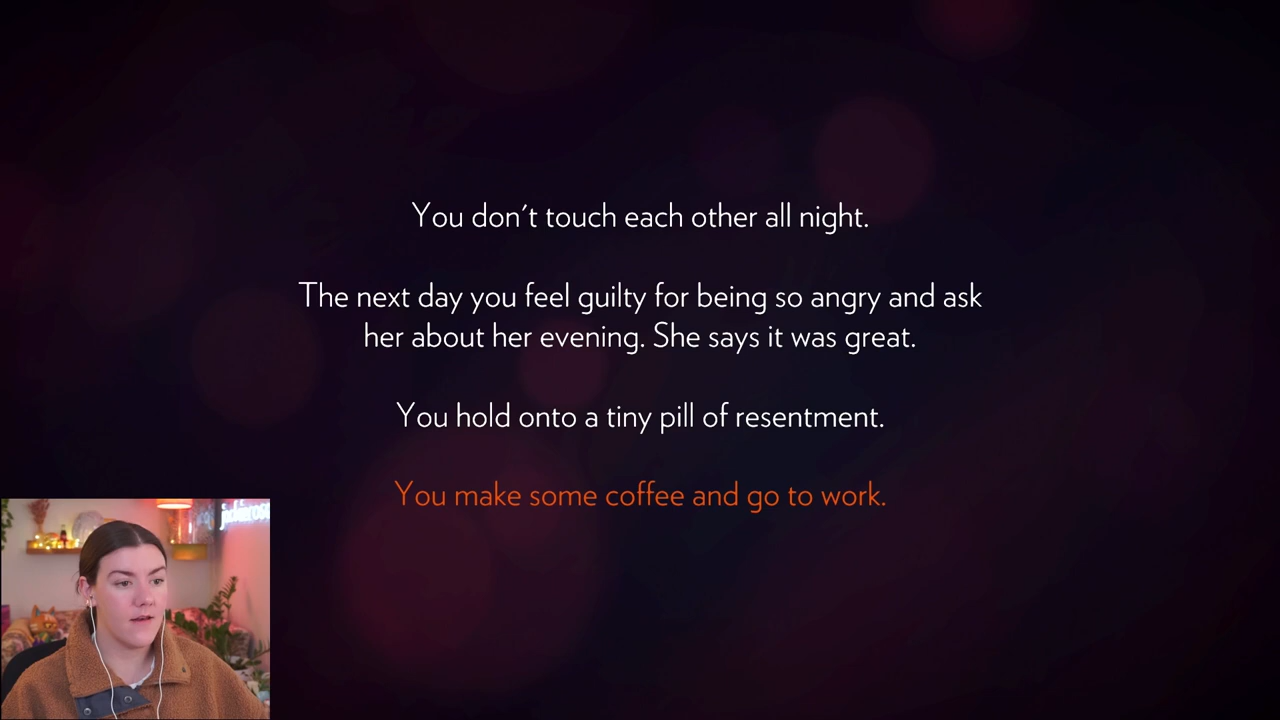 You don't touch each other all night.
The next day you feel guilty for being so angry and ask
her about her evening. She says it was great.
You hold onto a tiny pill of resentment.
You make some coffee and go to work.